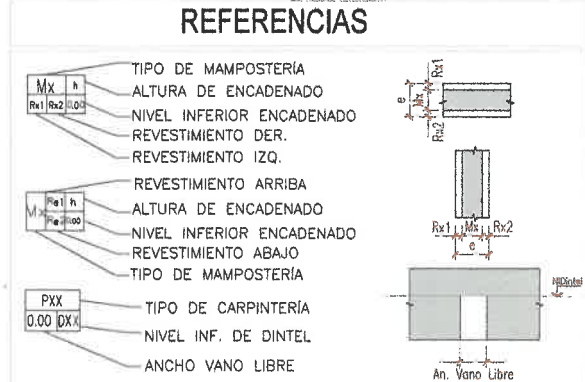 REFERENCIAS
Mx h
Rx1 Rx2 0.00
TIPO DE MAMPOSTERÍA
ALTURA DE ENCADENADO
NIVEL INFERIOR ENCADENADO
REVESTIMIENTO DER.
REVESTIMIENTO IZQ.
Mx Re1 h
Re2 0.00
REVESTIMIENTO ARRIBA
ALTURA DE ENCADENADO
NIVEL INFERIOR ENCADENADO
REVESTIMIENTO ABAJO
TIPO DE MAMPOSTERÍA
PXX
0.00 DXX
TIPO DE CARPINTERÍA
NIVEL INF. DE DINTEL
ANCHO VANO LIBRE
Rx1
e Mx
Rx2
Rx1 Mx Rx2
e
NIDintel
An. Vano Libre